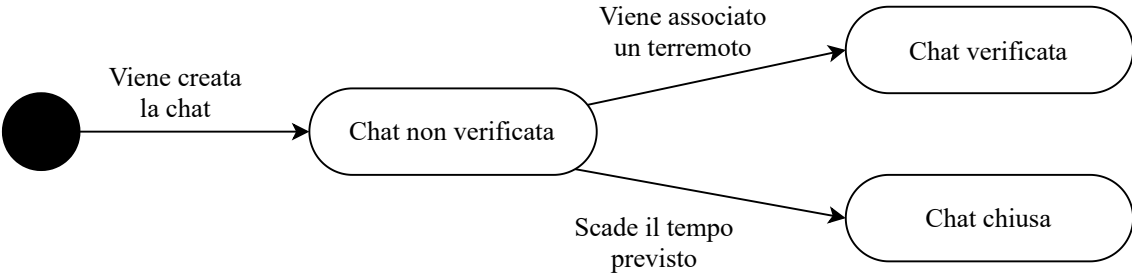 Viene creata
la chat
Chat non verificata
Viene associato
un terremoto
Chat verificata
Scade il tempo
previsto
Chat chiusa